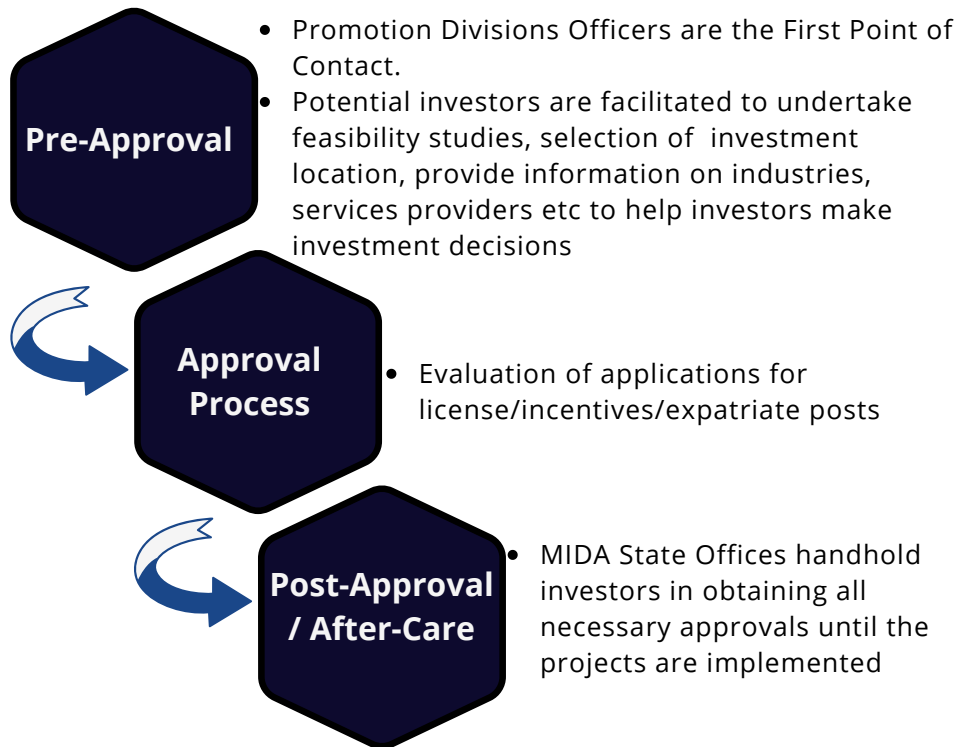 Pre-Approval
• Promotion Divisions Officers are the First Point of
Contact.
• Potential investors are facilitated to undertake
feasibility studies, selection of investment
location, provide information on industries,
services providers etc to help investors make
investment decisions
Approval
Process
• Evaluation of applications for
license/incentives/expatriate posts
Post-Approval
/ After-Care
• MIDA State Offices handhold
investors in obtaining all
necessary approvals until the
projects are implemented